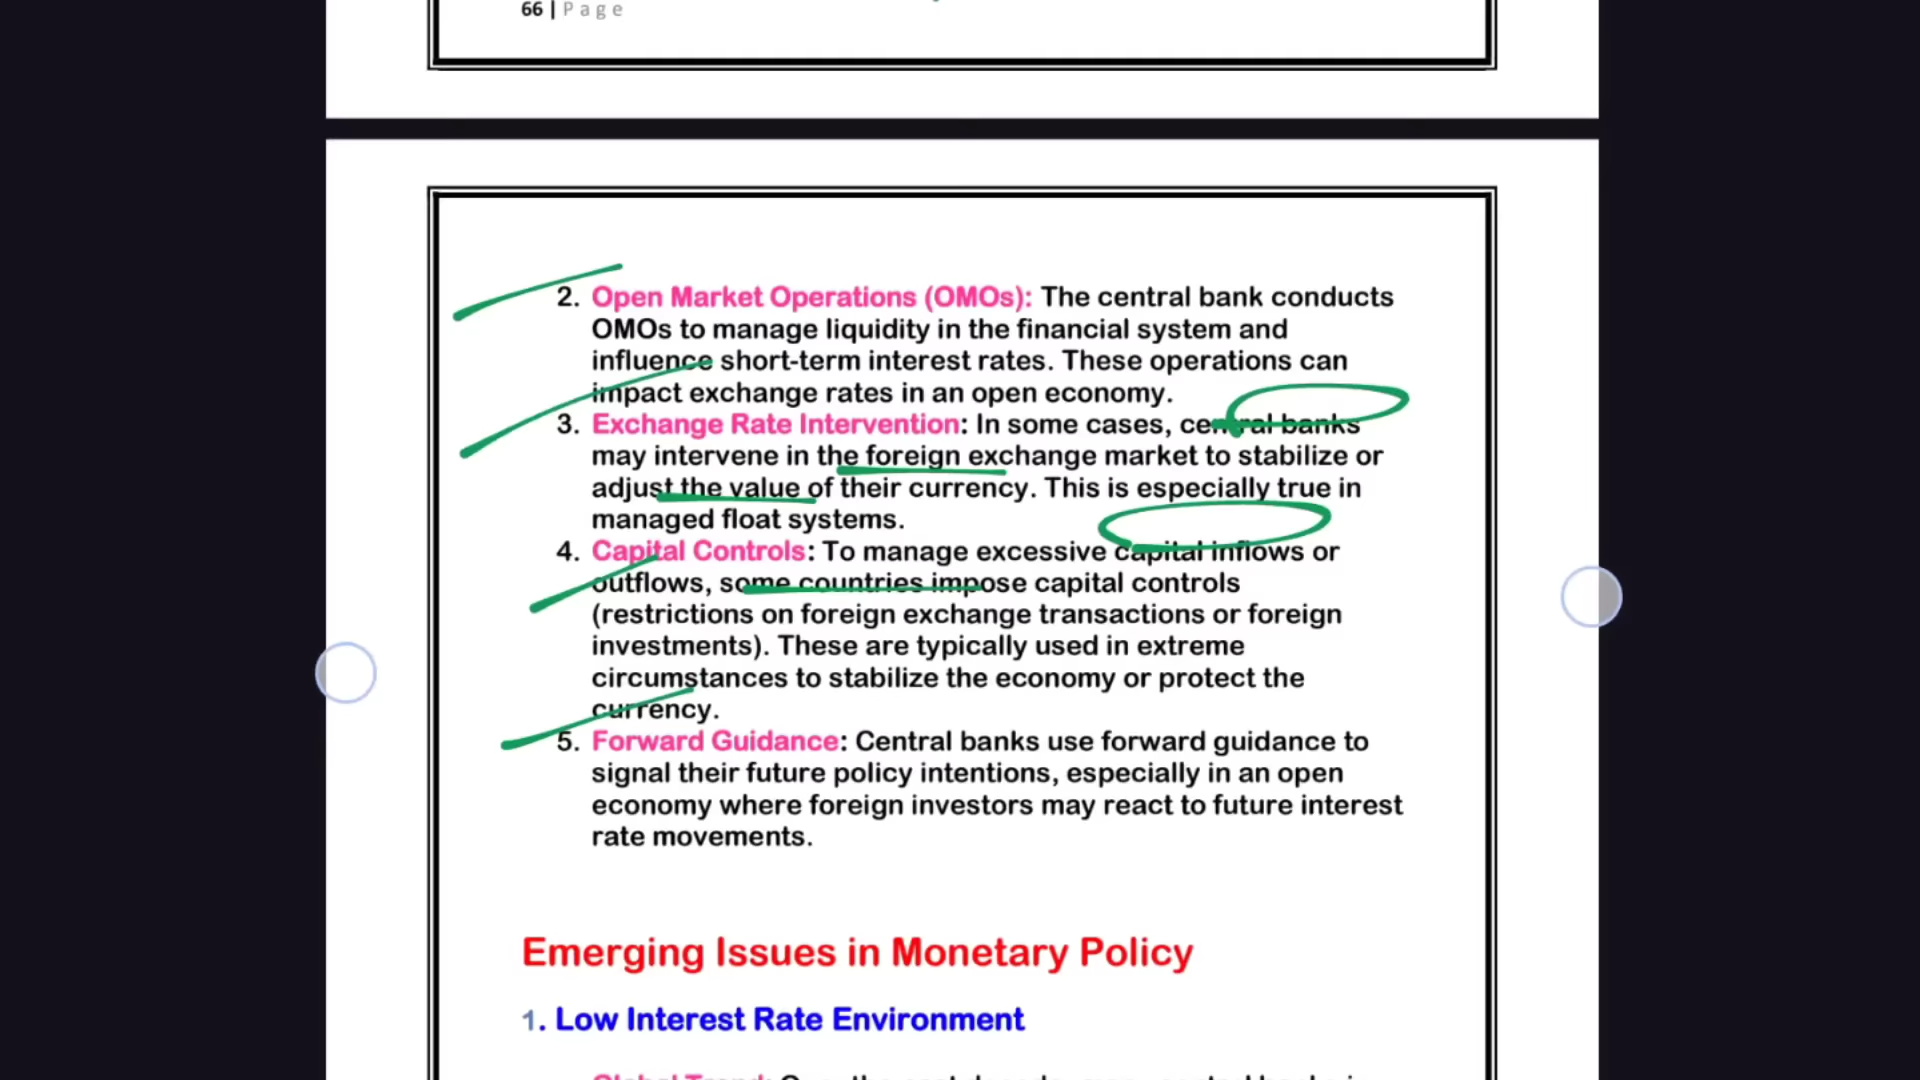 66 | Page
2. Open Market Operations (OMOs): The central bank conducts
OMOs to manage liquidity in the financial system and
influence short-term interest rates. These operations can
impact exchange rates in an open economy.
3. Exchange Rate Intervention: In some cases, central banks
may intervene in the foreign exchange market to stabilize or
adjust the value of their currency. This is especially true in
managed float systems.
4. Capital Controls: To manage excessive capital inflows or
outflows, some countries impose capital controls
(restrictions on foreign exchange transactions or foreign
investments). These are typically used in extreme
circumstances to stabilize the economy or protect the
currency.
5. Forward Guidance: Central banks use forward guidance to
signal their future policy intentions, especially in an open
economy where foreign investors may react to future interest
rate movements.
Emerging Issues in Monetary Policy
1. Low Interest Rate Environment